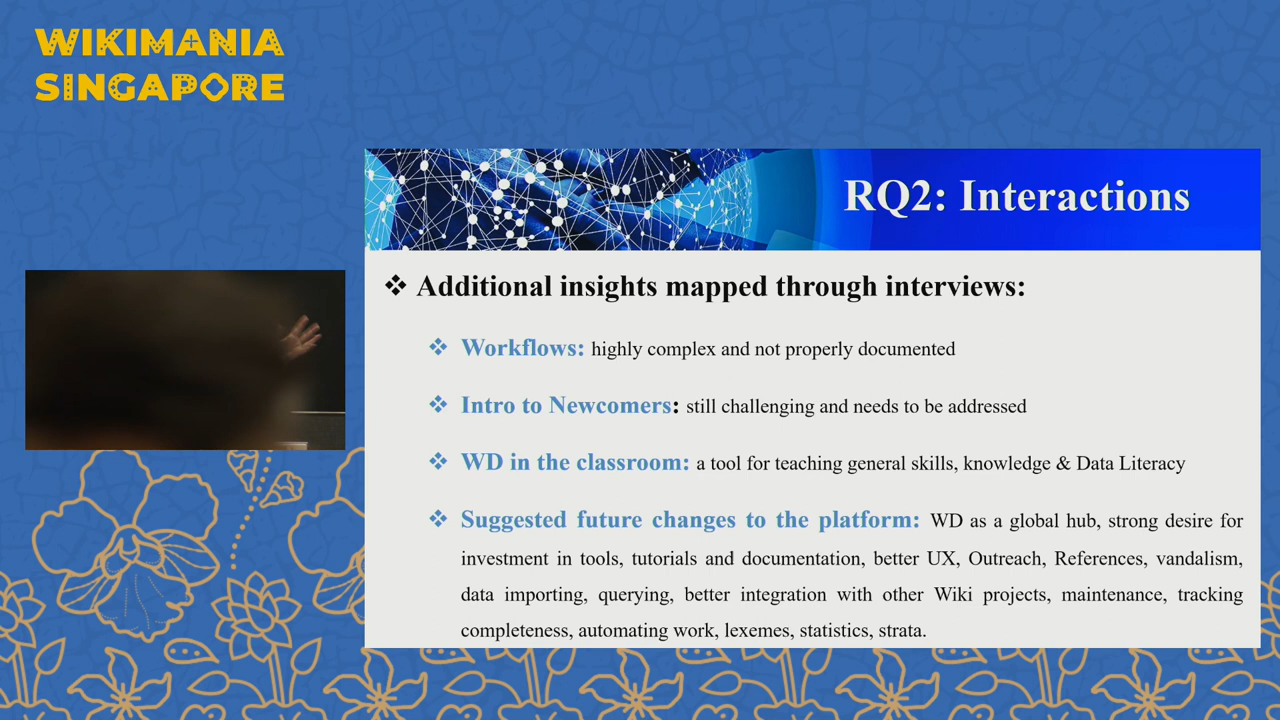 WIKIMANIA
SINGAPORE
RQ2: Interactions
❖ Additional insights mapped through interviews:
❖ Workflows: highly complex and not properly documented
❖ Intro to Newcomers: still challenging and needs to be addressed
❖ WD in the classroom: a tool for teaching general skills, knowledge & Data Literacy
❖ Suggested future changes to the platform: WD as a global hub, strong desire for
investment in tools, tutorials and documentation, better UX, Outreach, References, vandalism,
data importing, querying, better integration with other Wiki projects, maintenance, tracking
completeness, automating work, lexemes, statistics, strata.